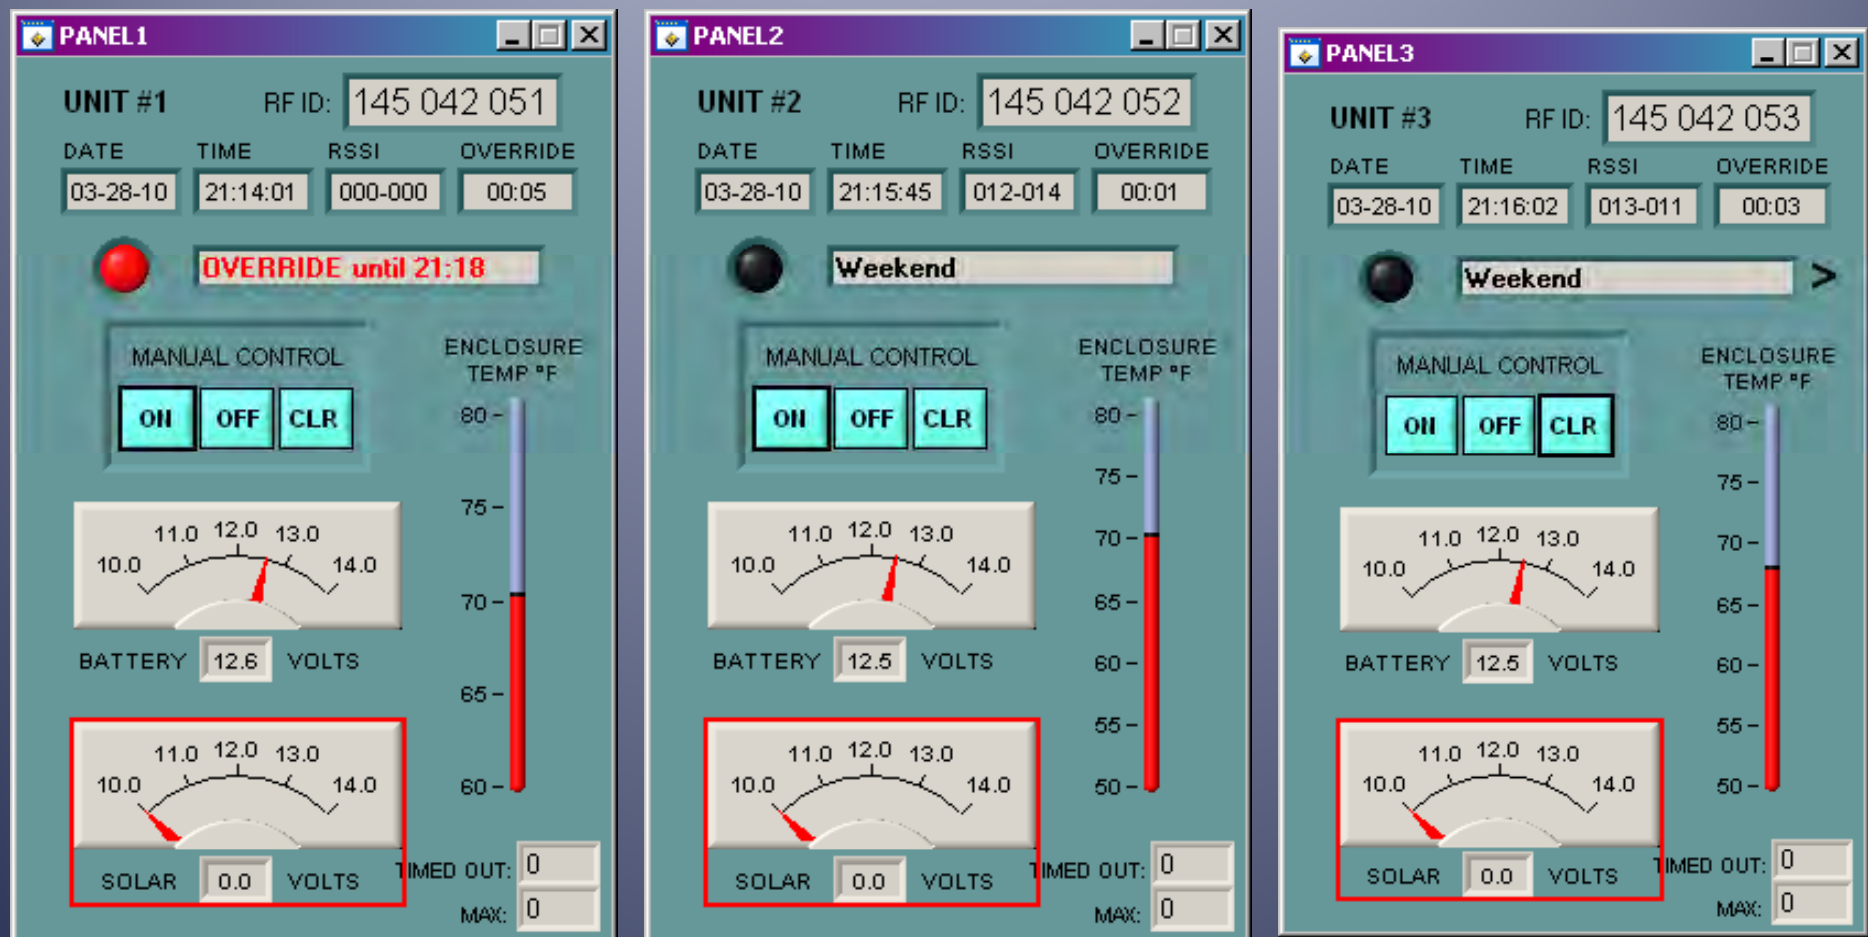 PANEL1
UNIT #1 RF ID: 145 042 051
DATE TIME RSSI OVERRIDE
03-28-10 21:14:01 000-000 00:05
OVERRIDE until 21:18
MANUAL CONTROL
ON OFF CLR
ENCLOSURE
TEMP °F
80
75
70
65
60
10.0 11.0 12.0 13.0 14.0
BATTERY 12.6 VOLTS
10.0 11.0 12.0 13.0 14.0
SOLAR 0.0 VOLTS
TIMED OUT: 0
MAX: 0
PANEL2
UNIT #2 RF ID: 145 042 052
DATE TIME RSSI OVERRIDE
03-28-10 21:15:45 012-014 00:01
Weekend
MANUAL CONTROL
ON OFF CLR
ENCLOSURE
TEMP °F
80
75
70
65
60
55
50
10.0 11.0 12.0 13.0 14.0
BATTERY 12.5 VOLTS
10.0 11.0 12.0 13.0 14.0
SOLAR 0.0 VOLTS
TIMED OUT: 0
MAX: 0
PANEL3
UNIT #3 RF ID: 145 042 053
DATE TIME RSSI OVERRIDE
03-28-10 21:16:02 013-011 00:03
Weekend >
MANUAL CONTROL
ON OFF CLR
ENCLOSURE
TEMP °F
80
75
70
65
60
55
50
10.0 11.0 12.0 13.0 14.0
BATTERY 12.5 VOLTS
10.0 11.0 12.0 13.0 14.0
SOLAR 0.0 VOLTS
TIMED OUT: 0
MAX: 0